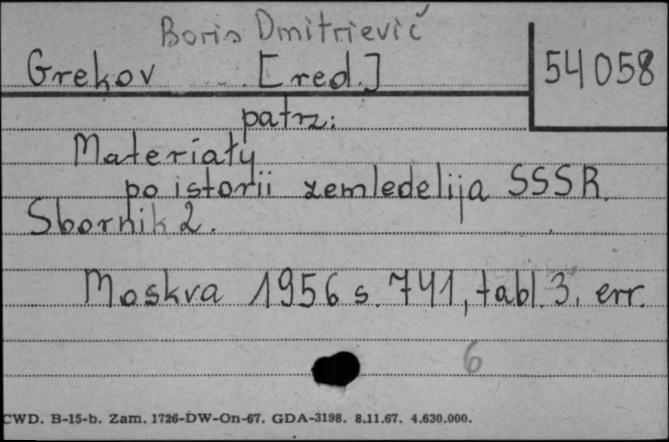 Boris Dmitrievič
Grekov [red.] 54058
patrz:
Materiały
po istorii zemledelija SSSR.
Sbornik 2.
Moskva 1956 s. 741, tabl. 3. err.
6
CWD. B-15-b. Zam. 1726-DW-On-67. GDA-3198. 8.11.67. 4.630.000.